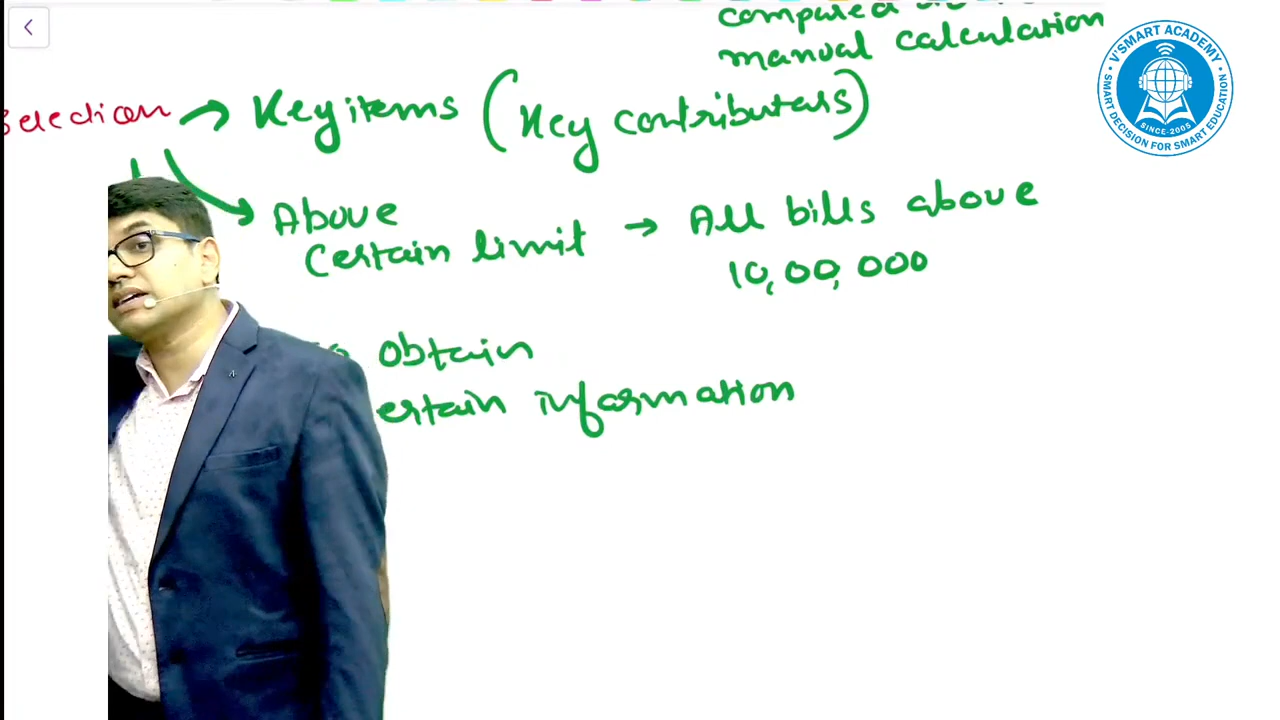 manual calculation
Selection → Key items (Key contributers)
Above
Certain limit → All bills above
10,00,000
obtain
ertain information
V'SMART ACADEMY
SINCE-2005
SMART DECISION FOR SMART EDUCATION